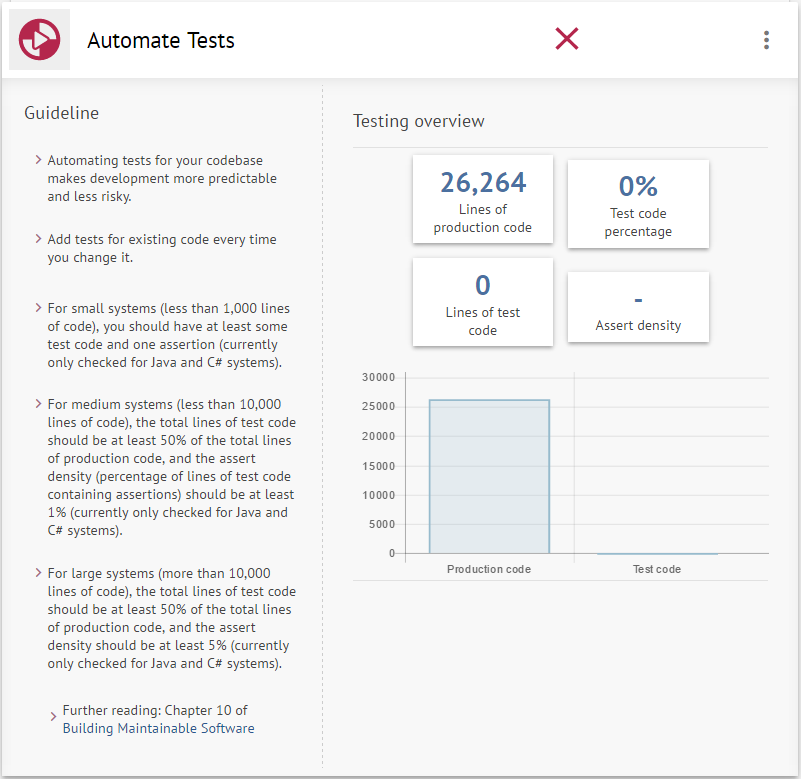 Automate Tests
Guideline
Automating tests for your codebase
makes development more predictable
and less risky.
Add tests for existing code every time
you change it.
For small systems (less than 1,000 lines
of code), you should have at least some
test code and one assertion (currently
only checked for Java and C# systems).
For medium systems (less than 10,000
lines of code), the total lines of test code
should be at least 50% of the total lines
of production code, and the assert
density (percentage of lines of test code
containing assertions) should be at least
1% (currently only checked for Java and
C# systems).
For large systems (more than 10,000
lines of code), the total lines of test code
should be at least 50% of the total lines
of production code, and the assert
density should be at least 5% (currently
only checked for Java and C# systems).
Further reading: Chapter 10 of
Building Maintainable Software
Testing overview
26,264
Lines of
production code
0%
Test code
percentage
0
Lines of test
code
-
Assert density
30000
25000
20000
15000
10000
5000
0
Production code
Test code